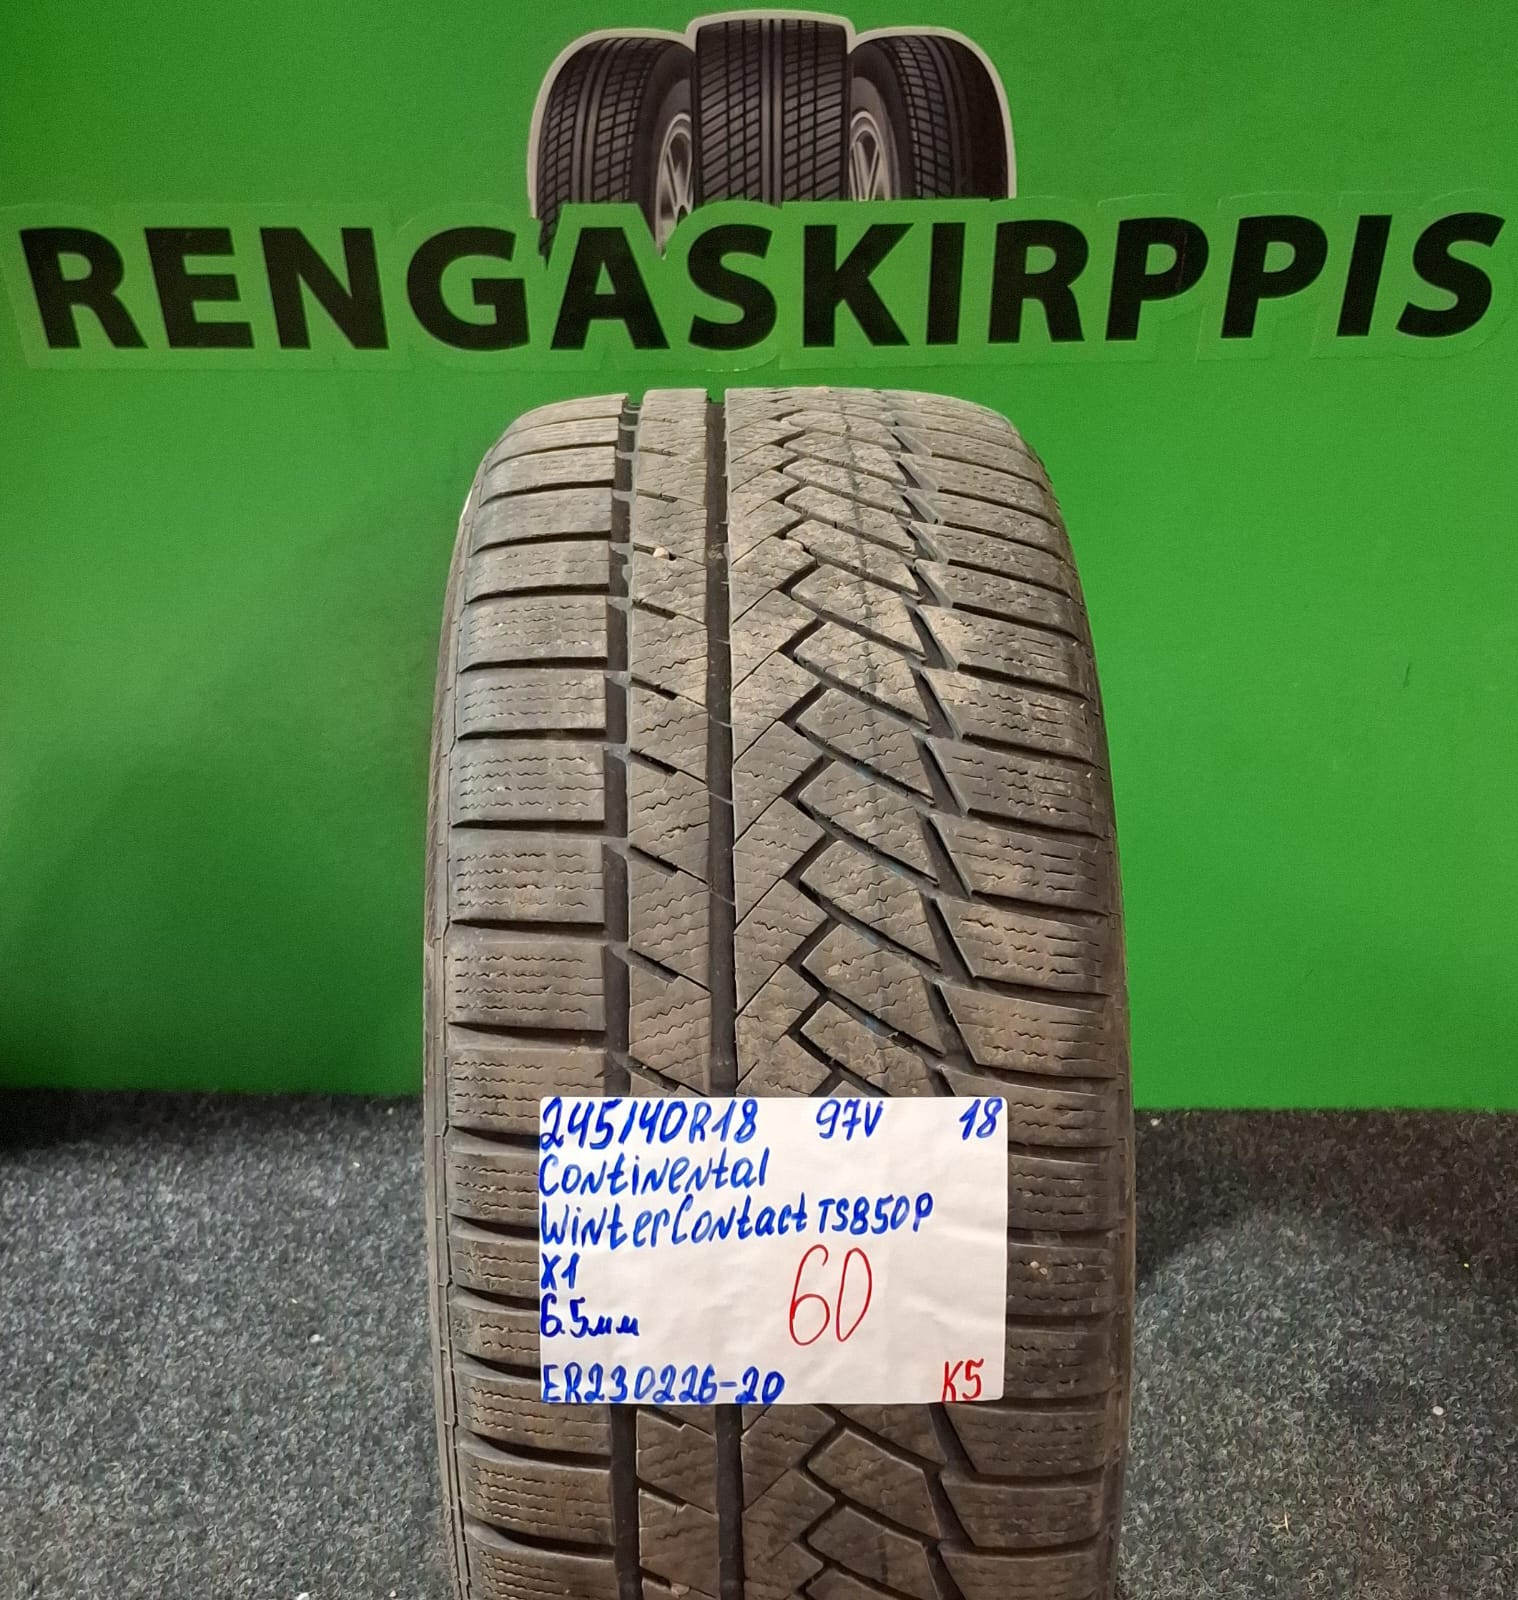 RENGASKIRPPIS
245/40R18 97V 18
Continental
WinterContact TS850P
X1
6.5мм 60
ER230226-20 K5